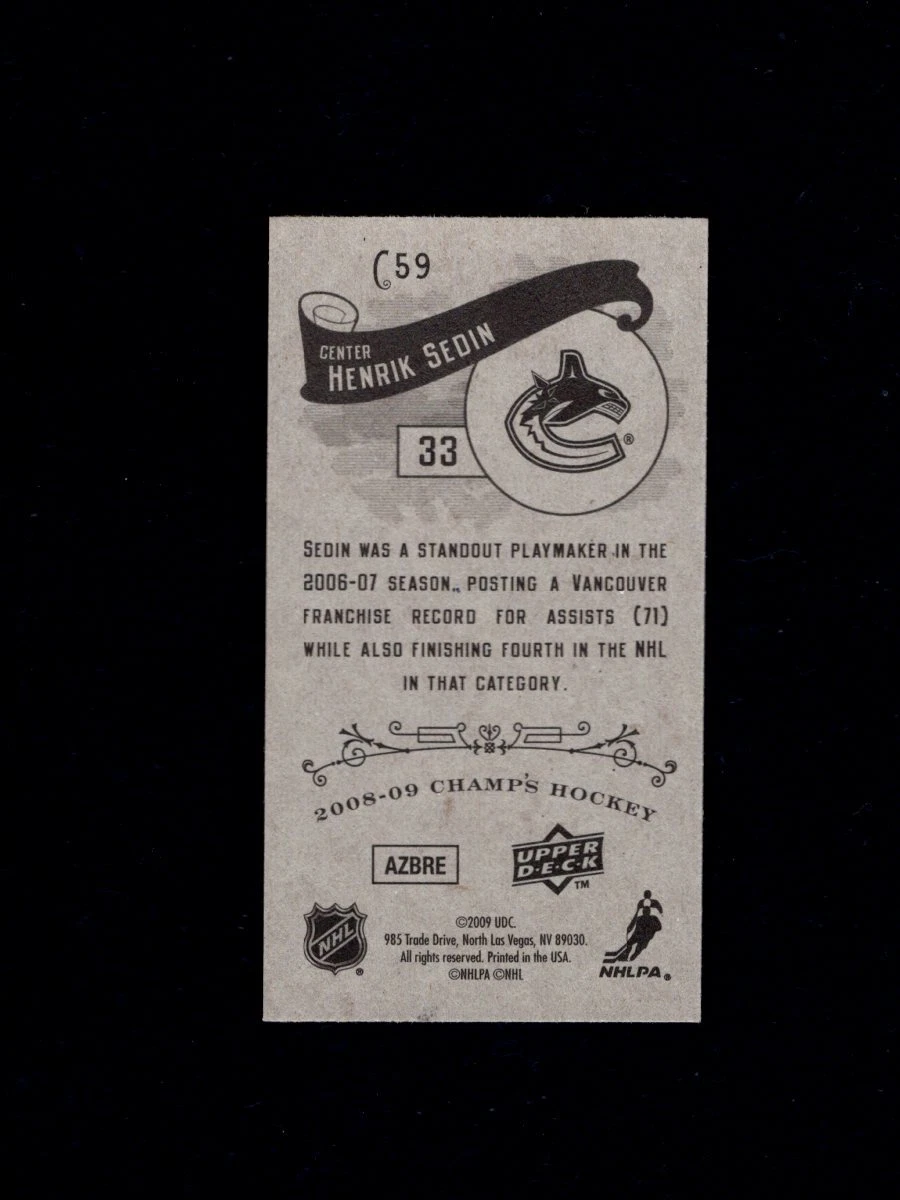 C59
CENTER
HENRIK SEDIN
33
®
SEDIN WAS A STANDOUT PLAYMAKER IN THE
2006-07 SEASON., POSTING A VANCOUVER
FRANCHISE RECORD FOR ASSISTS (71)
WHILE ALSO FINISHING FOURTH IN THE NHL
IN THAT CATEGORY.
2008-09 CHAMP'S HOCKEY
AZBRE
UPPER
D·E·C·K
TM
NHL
®
©2009 UDC.
985 Trade Drive, North Las Vegas, NV 89030.
All rights reserved. Printed in the USA.
©NHLPA ©NHL
NHLPA®